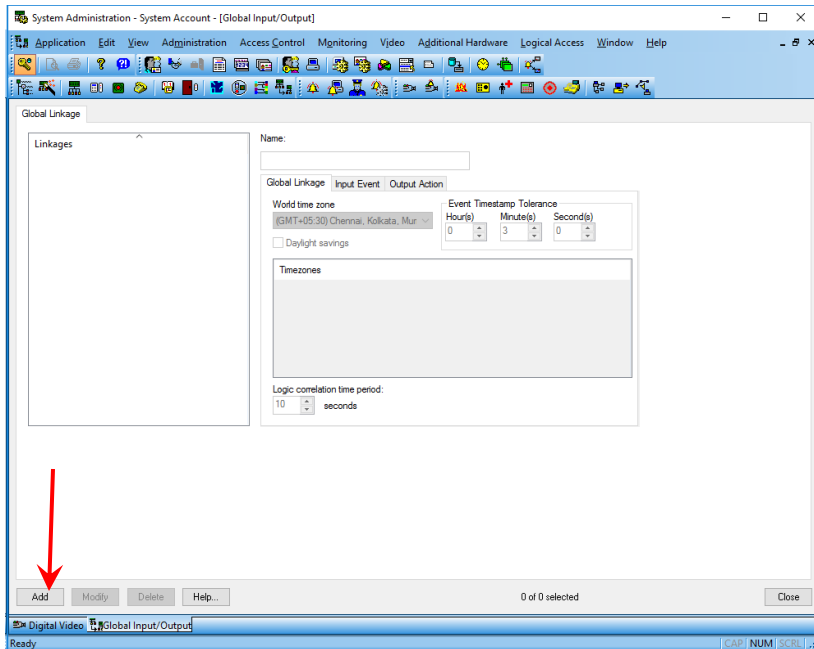 System Administration - System Account - [Global Input/Output]
Application Edit View Administration Access Control Monitoring Video Additional Hardware Logical Access Window Help
Global Linkage
Linkages
Name:
Global Linkage Input Event Output Action
World time zone
Event Timestamp Tolerance
Hour(s) Minute(s) Second(s)
(GMT+05:30) Chennai, Kolkata, Mur
0 3 0
Daylight savings
Timezones
Logic correlation time period:
10 seconds
Add Modify Delete Help... 0 of 0 selected Close
Digital Video Global Input/Output
Ready CAP NUM SCRL